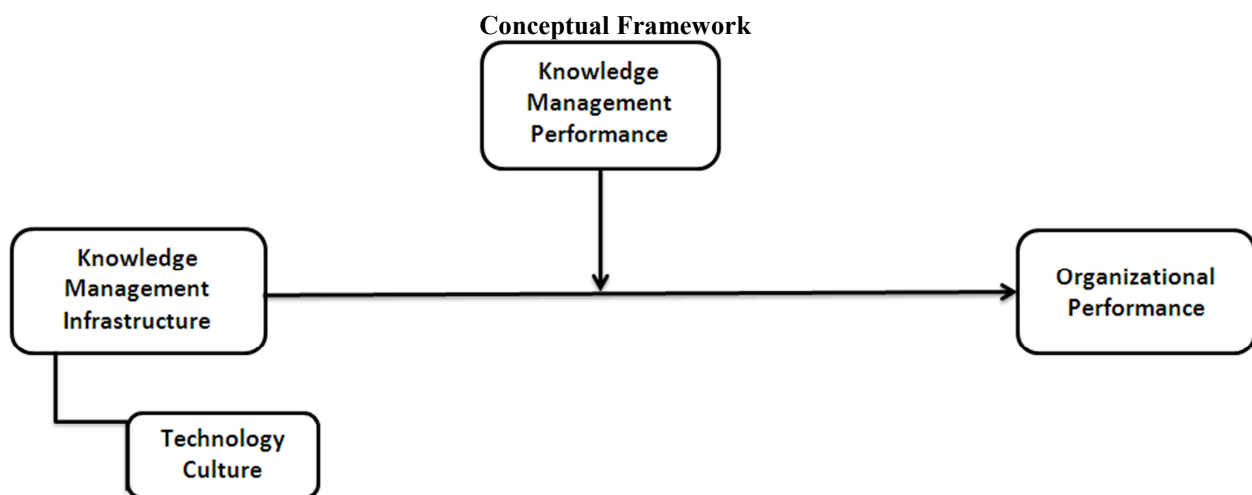 Conceptual Framework
Knowledge
Management
Performance
Knowledge
Management
Infrastructure
Organizational
Performance
Technology
Culture